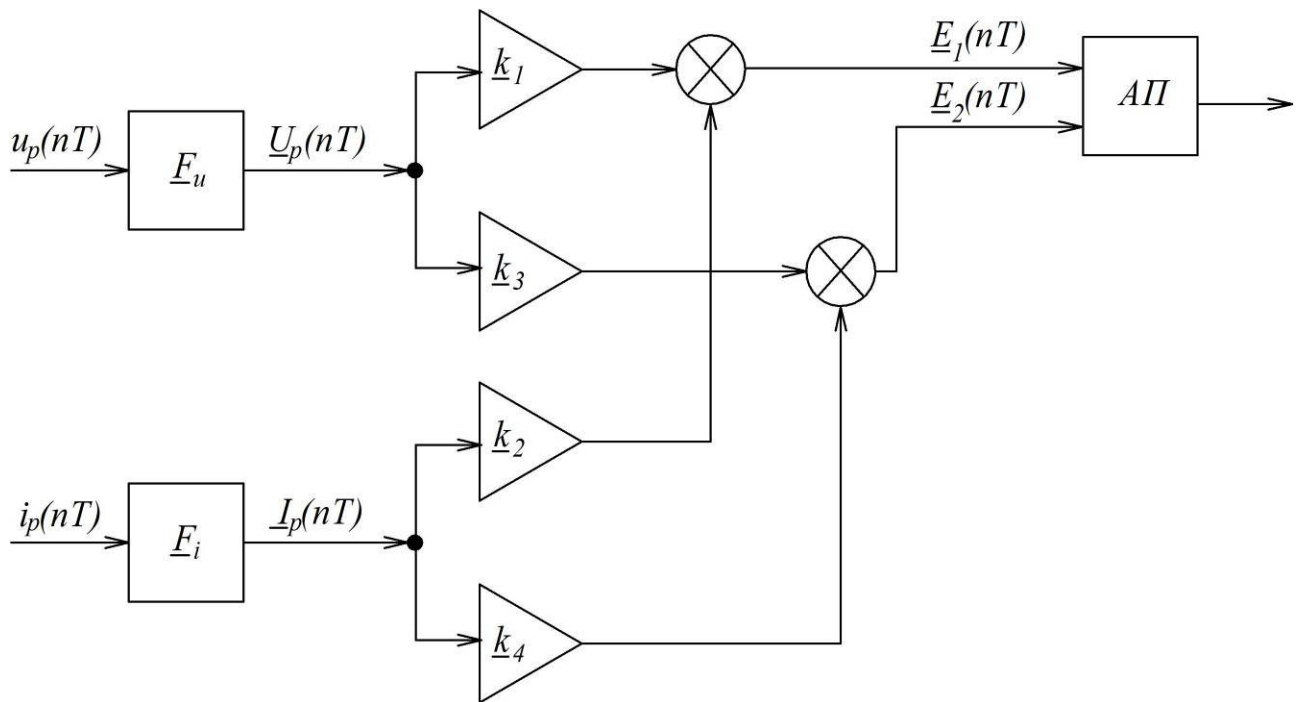 u_p(nT)
F_u
U_p(nT)
k_1
k_3
E_1(nT)
E_2(nT)
АП
i_p(nT)
F_i
I_p(nT)
k_2
k_4